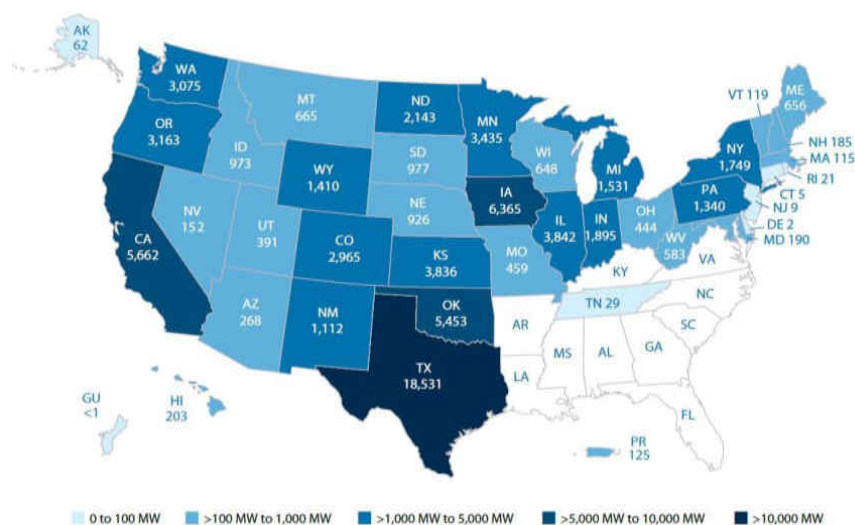 AK
62
WA
3,075
OR
3,163
CA
5,662
NV
152
ID
973
MT
665
WY
1,410
UT
391
AZ
268
CO
2,965
NM
1,112
ND
2,143
SD
977
NE
926
KS
3,836
OK
5,453
TX
18,531
MN
3,435
IA
6,365
MO
459
AR
LA
WI
648
IL
3,842
MI
1,531
IN
1,895
OH
444
KY
TN 29
MS
AL
GA
FL
SC
NC
VA
WV
583
PA
1,340
NY
1,749
VT 119
ME
656
NH 185
MA 115
RI 21
CT 5
NJ 9
DE 2
MD 190
GU
<1
HI
203
PR
125
0 to 100 MW
>100 MW to 1,000 MW
>1,000 MW to 5,000 MW
>5,000 MW to 10,000 MW
>10,000 MW